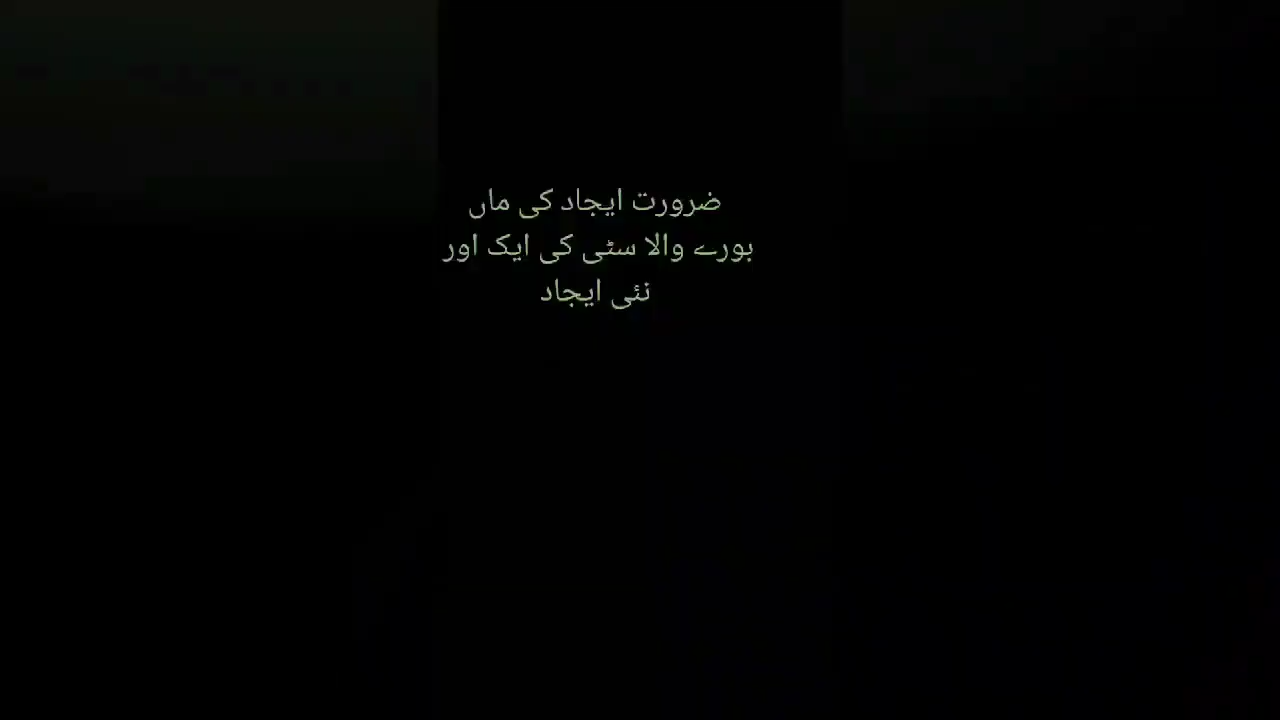 ضرورت ایجاد کی ماں
بورے والا سٹی کی ایک اور
نئی ایجاد